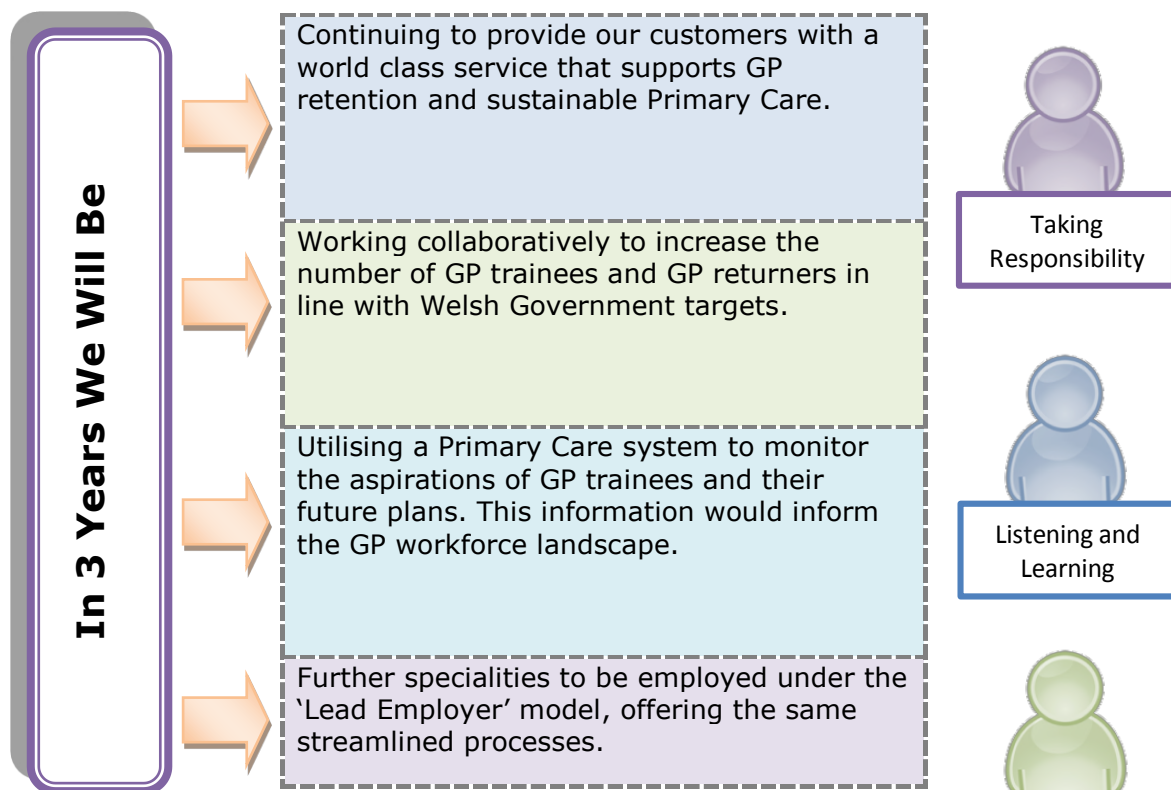 In 3 Years We Will Be
Continuing to provide our customers with a
world class service that supports GP
retention and sustainable Primary Care.
Working collaboratively to increase the
number of GP trainees and GP returners in
line with Welsh Government targets.
Utilising a Primary Care system to monitor
the aspirations of GP trainees and their
future plans. This information would inform
the GP workforce landscape.
Further specialities to be employed under the
‘Lead Employer’ model, offering the same
streamlined processes.
Taking
Responsibility
Listening and
Learning